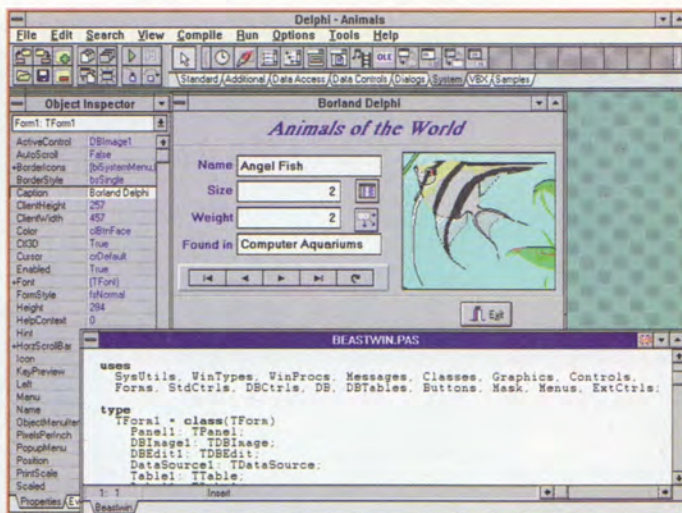 Delphi - Animals
File Edit Search View Compile Run Options Tools Help
OLE
Standard Additional Data Access Data Controls Dialogs System VBX Samples
Object Inspector
Form1: TForm1
ActiveControl DBImage1
AutoScroll False
+BorderIcons [biSystemMenu,
BorderStyle bsSingle
Caption Borland Delphi
ClientHeight 257
ClientWidth 457
Color clBtnFace
Ctl3D True
Cursor crDefault
Enabled True
+Font (TFont)
FormStyle fsNormal
Height 284
HelpContext 0
Hint
+HorzScrollBar
Icon
KeyPreview
Left
Menu
Name
ObjectMenuItem
PixelsPerInch
PopupMenu
Position
PrintScale
Scaled
Properties Ev
Borland Delphi
Animals of the World
Name Angel Fish
Size 2
Weight 2
Found in Computer Aquariums
Exit
BEASTWIN.PAS
uses
SysUtils, WinTypes, WinProcs, Messages, Classes, Graphics, Controls,
Forms, StdCtrls, DBCtrls, DB, DBTables, Buttons, Mask, Menus, ExtCtrls;
type
TForm1 = class(TForm)
Panel1: TPanel;
DBImage1: TDBImage;
DBEdit1: TDBEdit;
DataSource1: TDataSource;
Table1: TTable;
1: 1 Insert
Beastwin